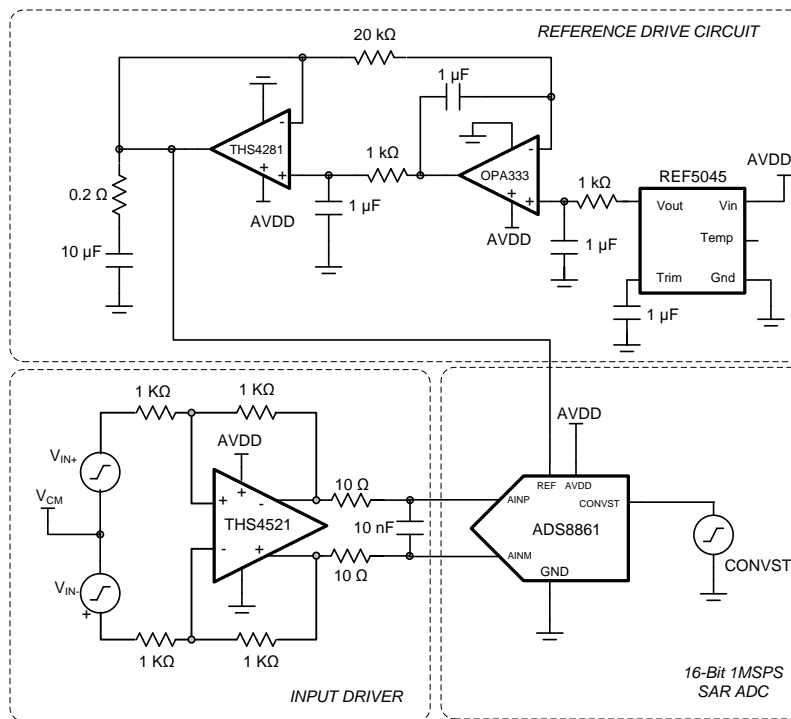 REFERENCE DRIVE CIRCUIT
20 kΩ
1 µF
-
THS4281
+
+
AVDD
1 kΩ
1 µF
-
OPA333
+
+
AVDD
1 kΩ
1 µF
REF5045
AVDD
Vout
Vin
Temp
Trim
Gnd
1 µF
0.2 Ω
10 µF
1 KΩ
1 KΩ
VIN+
VCM
VIN-
+
AVDD
+
+
-
THS4521
-
+
10 Ω
10 nF
10 Ω
1 KΩ
1 KΩ
INPUT DRIVER
AVDD
REF
AVDD
AINP
CONVST
ADS8861
AINM
GND
CONVST
16-Bit 1MSPS
SAR ADC